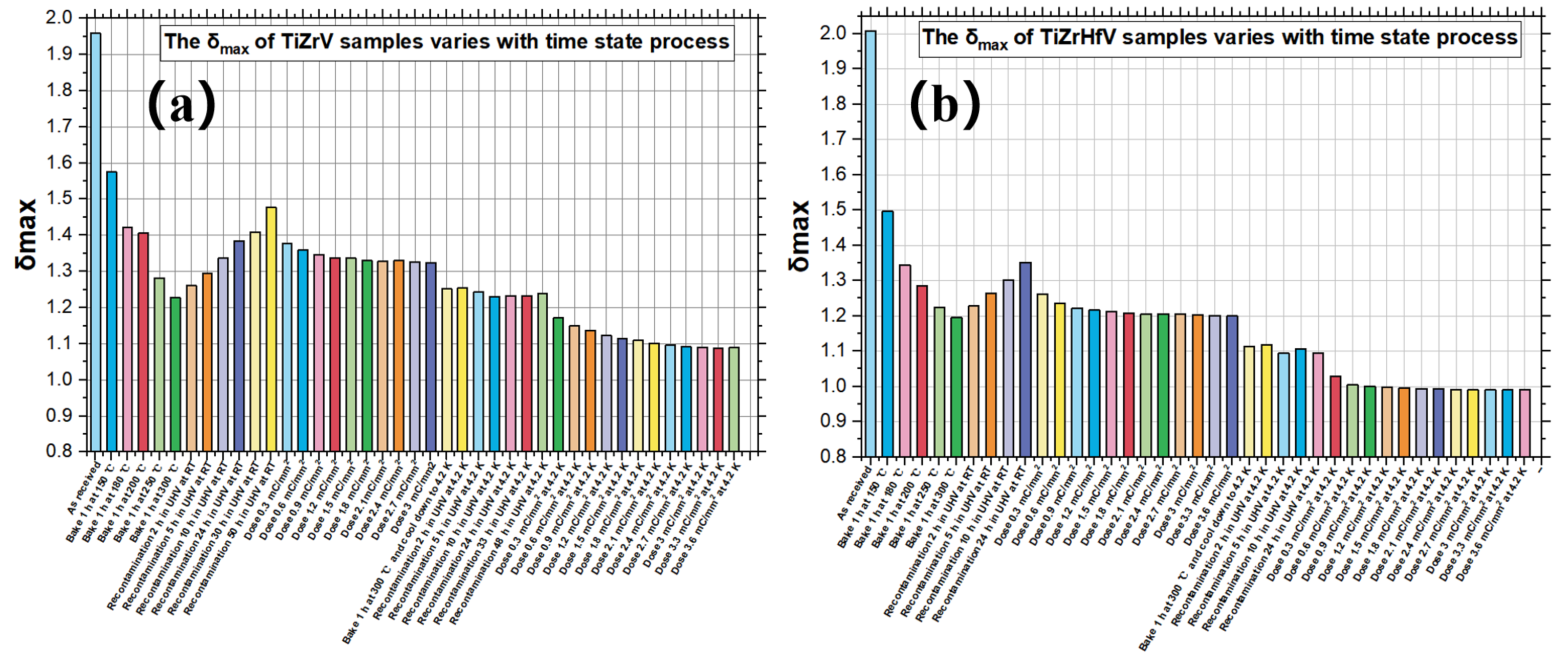 The δmax of TiZrV samples varies with time state process
(a)
δmax
2.0
1.9
1.8
1.7
1.6
1.5
1.4
1.3
1.2
1.1
1.0
0.9
0.8
As received
Bake 1 h at 150 ℃
Bake 1 h at 180 ℃
Bake 1 h at 200 ℃
Bake 1 h at 250 ℃
Bake 1 h at 300 ℃
Recontamination 2 h in UHV at RT
Recontamination 5 h in UHV at RT
Recontamination 10 h in UHV at RT
Recontamination 24 h in UHV at RT
Recontamination 30 h in UHV at RT
Recontamination 50 h in UHV at RT
Dose 0.3 mC/mm²
Dose 0.6 mC/mm²
Dose 0.9 mC/mm²
Dose 1.2 mC/mm²
Dose 1.5 mC/mm²
Dose 1.8 mC/mm²
Dose 2.1 mC/mm²
Dose 2.4 mC/mm²
Dose 2.7 mC/mm²
Dose 3 mC/mm2
Bake 1 h at 300 ℃ and cool down to 4.2 K
Recontamination 2 h in UHV at 4.2 K
Recontamination 5 h in UHV at 4.2 K
Recontamination 10 h in UHV at 4.2 K
Recontamination 24 h in UHV at 4.2 K
Recontamination 33 h in UHV at 4.2 K
Recontamination 48 h in UHV at 4.2 K
Dose 0.3 mC/mm² at 4.2 K
Dose 0.6 mC/mm² at 4.2 K
Dose 0.9 mC/mm² at 4.2 K
Dose 1.2 mC/mm² at 4.2 K
Dose 1.5 mC/mm² at 4.2 K
Dose 1.8 mC/mm² at 4.2 K
Dose 2.1 mC/mm² at 4.2 K
Dose 2.4 mC/mm² at 4.2 K
Dose 2.7 mC/mm² at 4.2 K
Dose 3 mC/mm² at 4.2 K
Dose 3.3 mC/mm² at 4.2 K
Dose 3.6 mC/mm² at 4.2 K
The δmax of TiZrHfV samples varies with time state process
(b)
δmax
2.0
1.9
1.8
1.7
1.6
1.5
1.4
1.3
1.2
1.1
1.0
0.9
0.8
As received
Bake 1 h at 150 ℃
Bake 1 h at 180 ℃
Bake 1 h at 200 ℃
Bake 1 h at 250 ℃
Bake 1 h at 300 ℃
Recontamination 2 h in UHV at RT
Recontamination 5 h in UHV at RT
Recontamination 10 h in UHV at RT
Recontamination 24 h in UHV at RT
Dose 0.3 mC/mm²
Dose 0.6 mC/mm²
Dose 0.9 mC/mm²
Dose 1.2 mC/mm²
Dose 1.5 mC/mm²
Dose 1.8 mC/mm²
Dose 2.1 mC/mm²
Dose 2.4 mC/mm²
Dose 2.7 mC/mm²
Dose 3 mC/mm²
Dose 3.3 mC/mm²
Dose 3.6 mC/mm²
Bake 1 h at 300 ℃ and cool down to 4.2 K
Recontamination 2 h in UHV at 4.2 K
Recontamination 5 h in UHV at 4.2 K
Recontamination 10 h in UHV at 4.2 K
Recontamination 24 h in UHV at 4.2 K
Dose 0.3 mC/mm² at 4.2 K
Dose 0.6 mC/mm² at 4.2 K
Dose 0.9 mC/mm² at 4.2 K
Dose 1.2 mC/mm² at 4.2 K
Dose 1.5 mC/mm² at 4.2 K
Dose 1.8 mC/mm² at 4.2 K
Dose 2.1 mC/mm² at 4.2 K
Dose 2.4 mC/mm² at 4.2 K
Dose 2.7 mC/mm² at 4.2 K
Dose 3 mC/mm² at 4.2 K
Dose 3.3 mC/mm² at 4.2 K
Dose 3.6 mC/mm² at 4.2 K
--